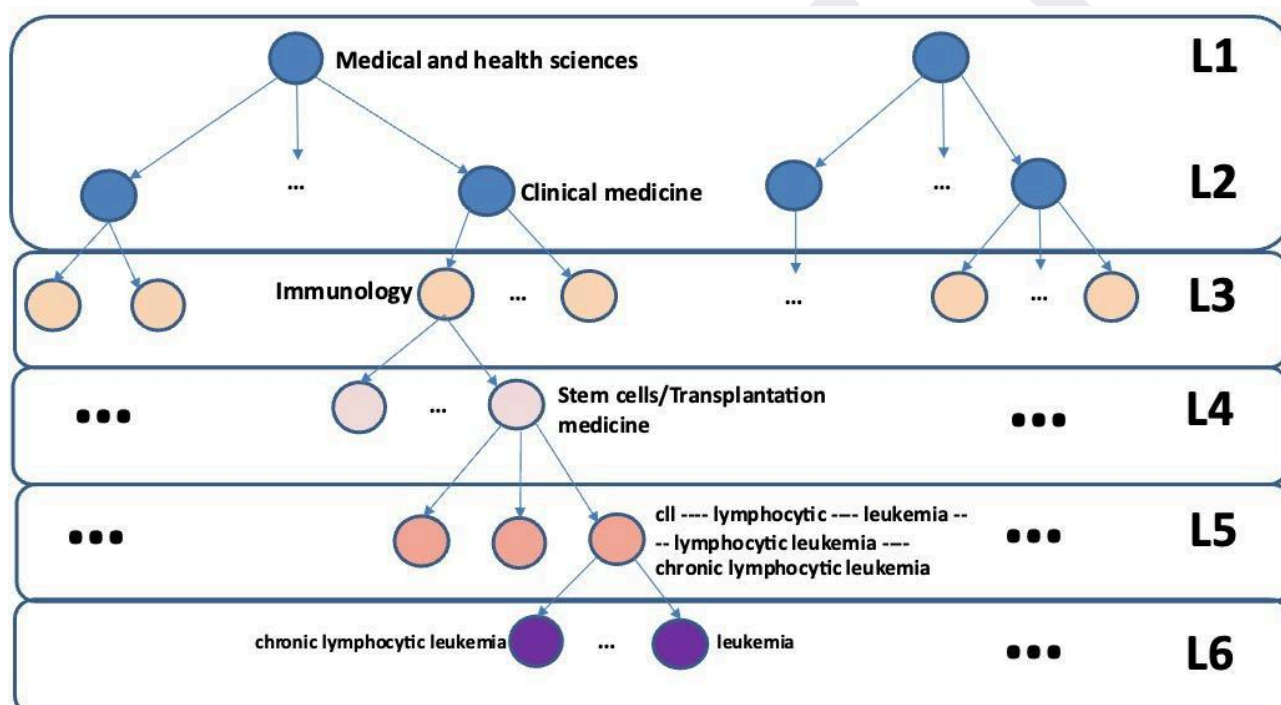 Medical and health sciences
L1
...
Clinical medicine
...
L2
Immunology
...
...
...
L3
...
...
Stem cells/Transplantation
medicine
...
L4
...
cll ---- lymphocytic ---- leukemia --
-- lymphocytic leukemia ----
chronic lymphocytic leukemia
...
L5
chronic lymphocytic leukemia
...
leukemia
...
L6